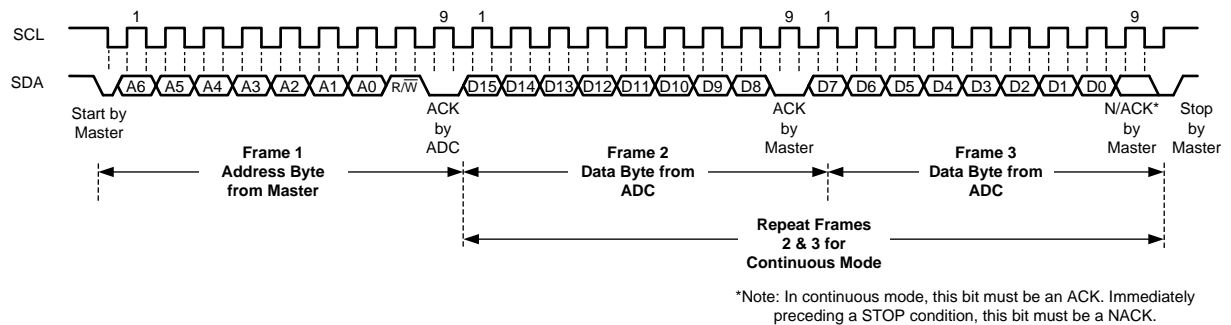 1 9 1 9 1 9
SCL
SDA A6 A5 A4 A3 A2 A1 A0 R/W D15 D14 D13 D12 D11 D10 D9 D8 D7 D6 D5 D4 D3 D2 D1 D0
Start by
Master
ACK
by
ADC
ACK
by
Master
N/ACK*
by
Master
Stop
by
Master
Frame 1
Address Byte
from Master
Frame 2
Data Byte from
ADC
Frame 3
Data Byte from
ADC
Repeat Frames
2 & 3 for
Continuous Mode
*Note: In continuous mode, this bit must be an ACK. Immediately
preceding a STOP condition, this bit must be a NACK.